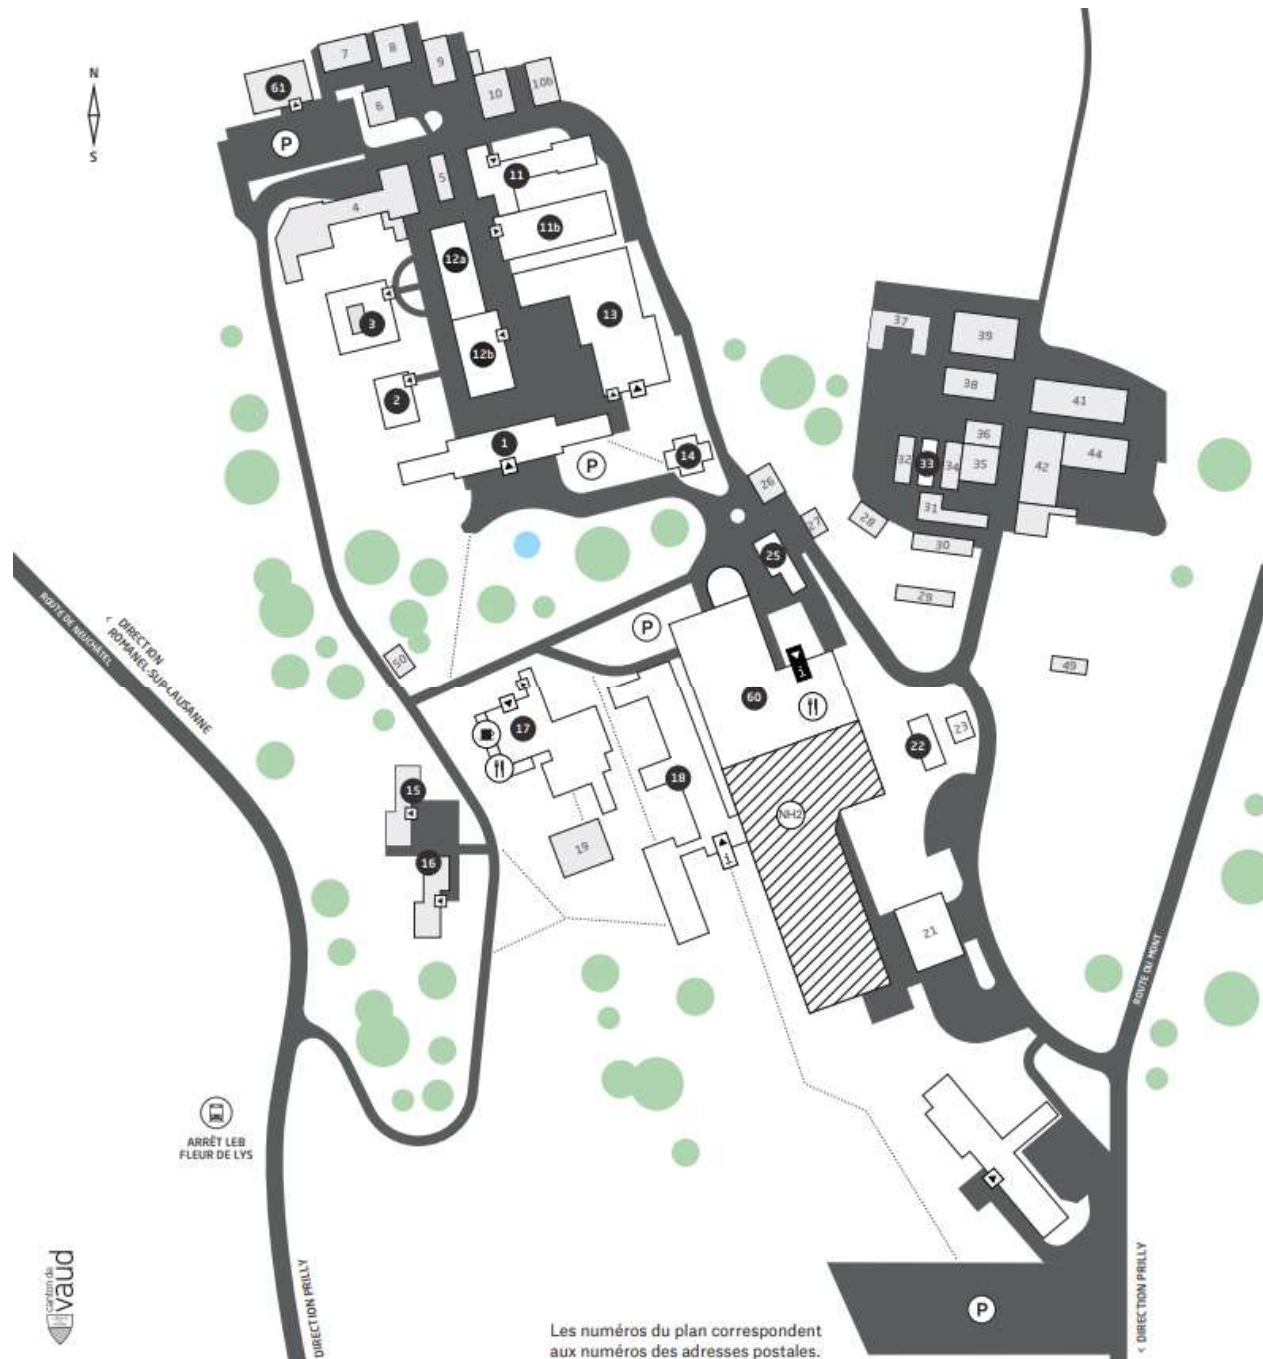 N
S
61
7
8
9
10
10b
6
P
5
11
4
11b
12a
3
13
12b
2
1
14
P
37
39
38
41
36
32
33
34
35
42
44
31
26
27
28
30
25
29
49
DIRECTION
< ROMANEL-SUR-LAUSANNE
ROUTE DE NEUCHÂTEL
50
P
i
60
17
18
22
23
15
NH2
16
19
i
21
ROUTE DU MONT
ARRÊT LEB
FLEUR DE LYS
canton de
vaud
DIRECTION PRILLY
< DIRECTION PRILLY
P
Les numéros du plan correspondent
aux numéros des adresses postales.